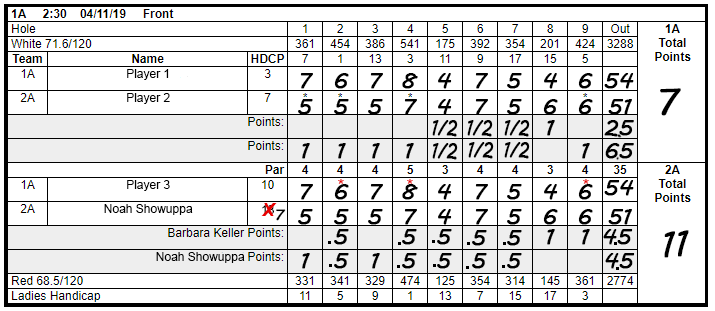 1A 2:30 04/11/19 Front
Hole 1 2 3 4 5 6 7 8 9 Out 1A Total Points
White 71.6/120 361 454 386 541 175 392 354 201 424 3288
Team Name HDCP 7 1 13 3 11 9 17 15 5
1A Player 1 3 7 6 7 8 4 7 5 4 6 54 7
2A Player 2 7 *5 *5 5 *7 4 7 5 6 *6 51
Points: 1/2 1/2 1/2 1 2.5
Points: 1 1 1 1 1/2 1/2 1/2 1 6.5
Par 4 4 4 5 3 4 4 3 4 35 2A Total Points
1A Player 3 10 7 *6 7 *8 4 7 5 4 *6 54
2A Noah Showuppa 7 5 5 5 7 4 7 5 6 6 51 11
Barbara Keller Points: .5 .5 .5 .5 .5 1 1 4.5
Noah Showuppa Points: 1 .5 1 .5 .5 .5 .5 4.5
Red 68.5/120 331 341 329 474 125 354 314 145 361 2774
Ladies Handicap 11 5 9 1 13 7 15 17 3